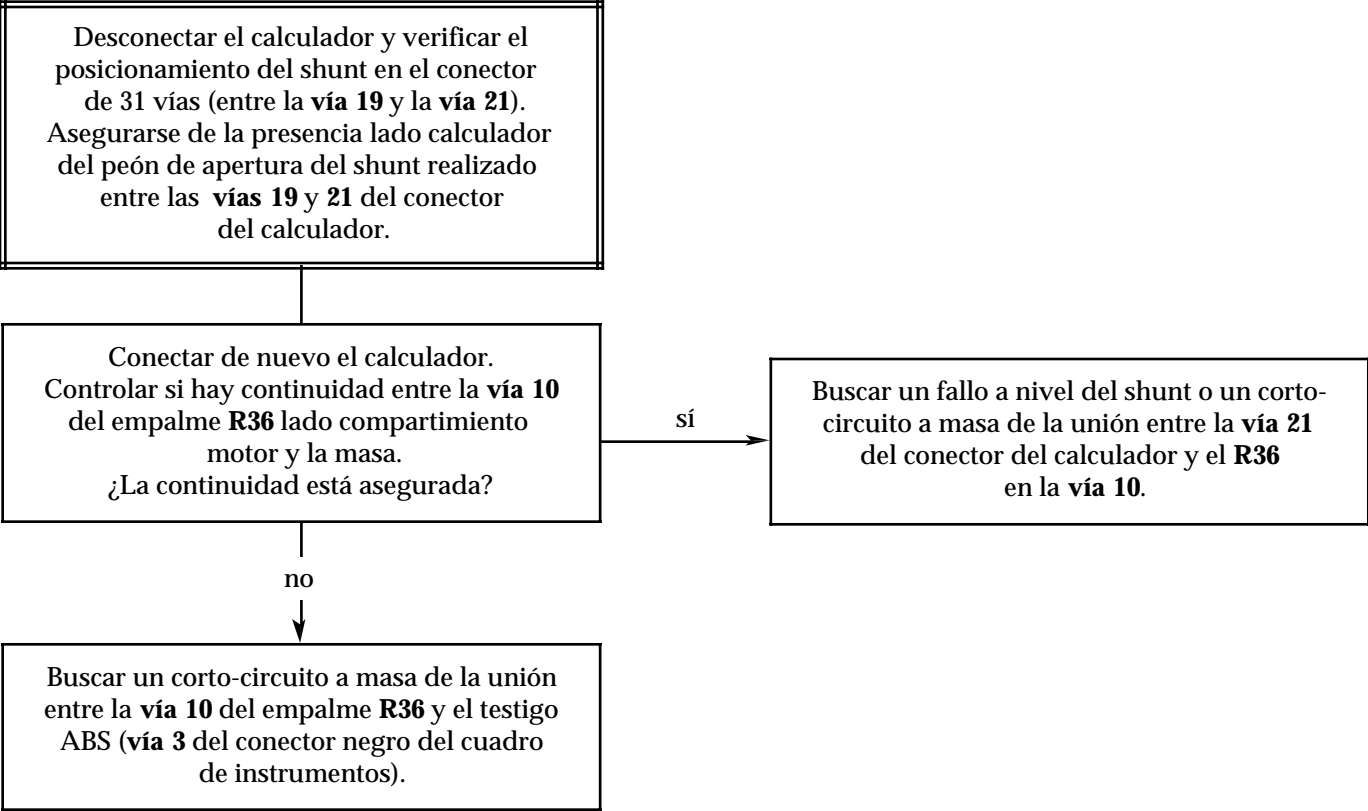 Desconectar el calculador y verificar el
posicionamiento del shunt en el conector
de 31 vías (entre la vía 19 y la vía 21).
Asegurarse de la presencia lado calculador
del peón de apertura del shunt realizado
entre las vías 19 y 21 del conector
del calculador.
Conectar de nuevo el calculador.
Controlar si hay continuidad entre la vía 10
del empalme R36 lado compartimiento
motor y la masa.
¿La continuidad está asegurada?
sí
Buscar un fallo a nivel del shunt o un corto-
circuito a masa de la unión entre la vía 21
del conector del calculador y el R36
en la vía 10.
no
Buscar un corto-circuito a masa de la unión
entre la vía 10 del empalme R36 y el testigo
ABS (vía 3 del conector negro del cuadro
de instrumentos).